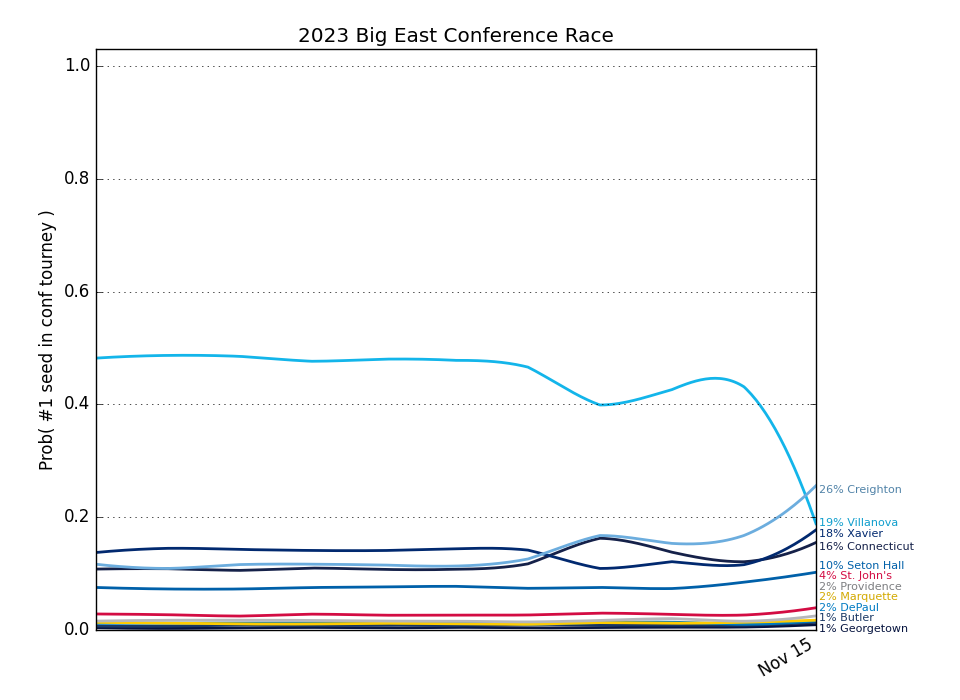 2023 Big East Conference Race
1.0
0.8
0.6
0.4
0.2
0.0
Prob( #1 seed in conf tourney )
26% Creighton
19% Villanova
18% Xavier
16% Connecticut
10% Seton Hall
4% St. John's
2% Providence
2% Marquette
2% DePaul
1% Butler
1% Georgetown
Nov 15